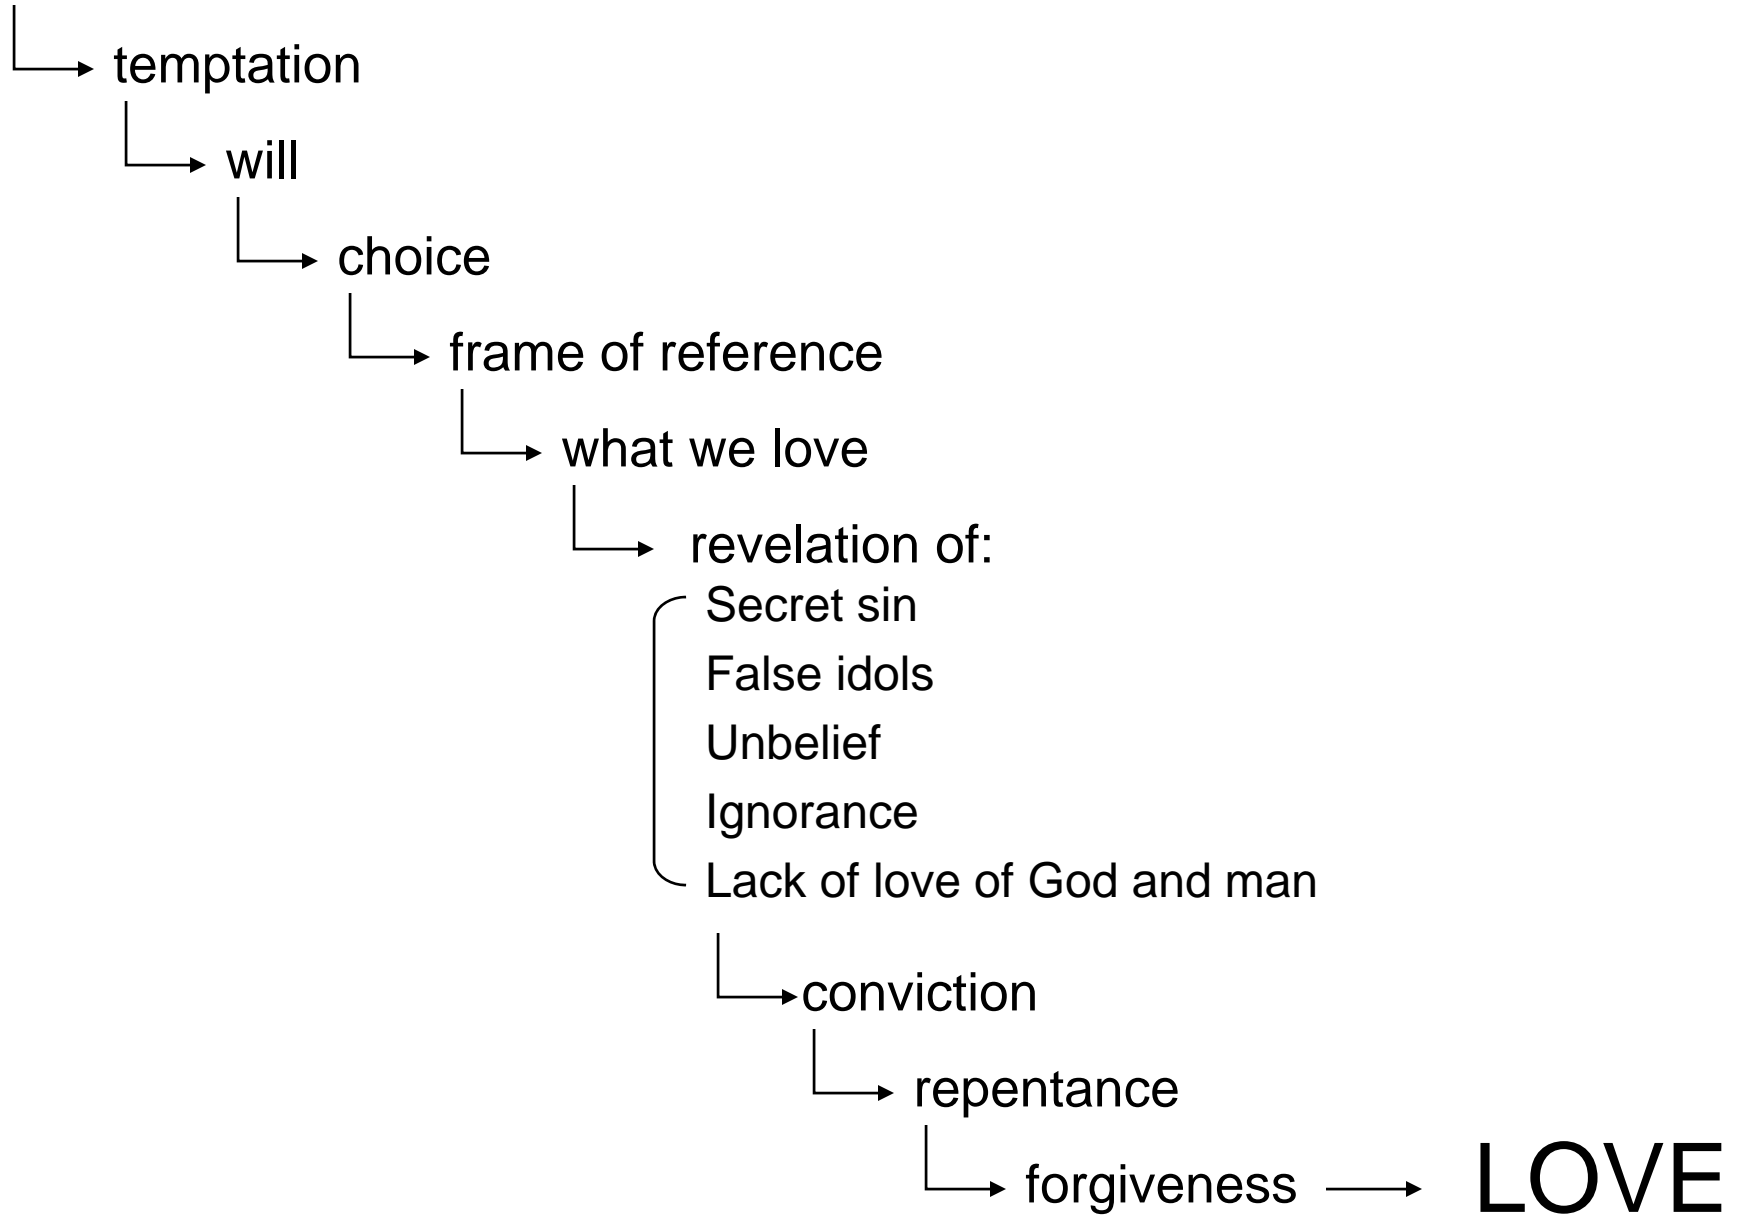 temptation
will
choice
frame of reference
what we love
revelation of:
Secret sin
False idols
Unbelief
Ignorance
Lack of love of God and man
conviction
repentance
forgiveness LOVE